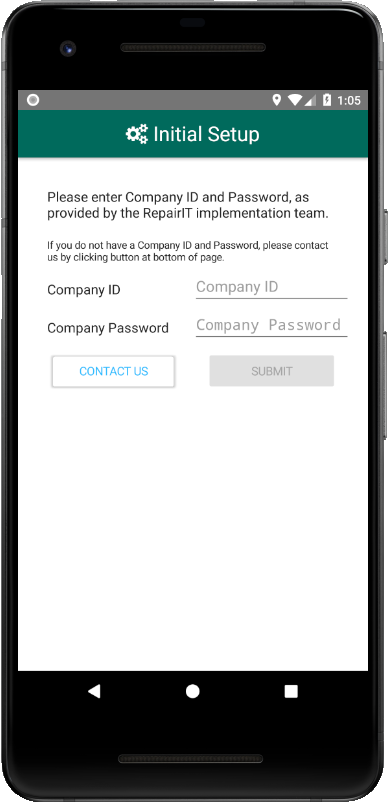 1:05
Initial Setup
Please enter Company ID and Password, as
provided by the RepairIT implementation team.
If you do not have a Company ID and Password, please contact
us by clicking button at bottom of page.
Company ID Company ID
Company Password Company Password
CONTACT US SUBMIT